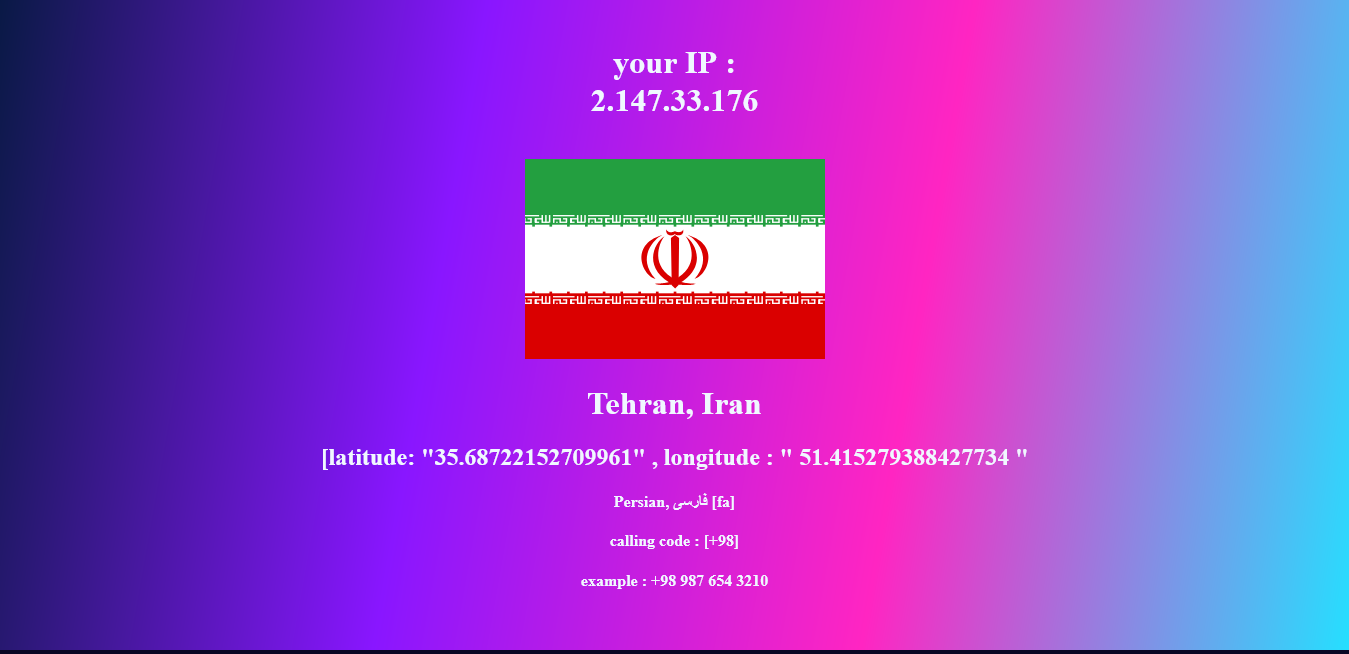 your IP :
2.147.33.176
Tehran, Iran
[latitude: "35.68722152709961" , longitude : " 51.415279388427734 "
Persian, فارسی [fa]
calling code : [+98]
example : +98 987 654 3210